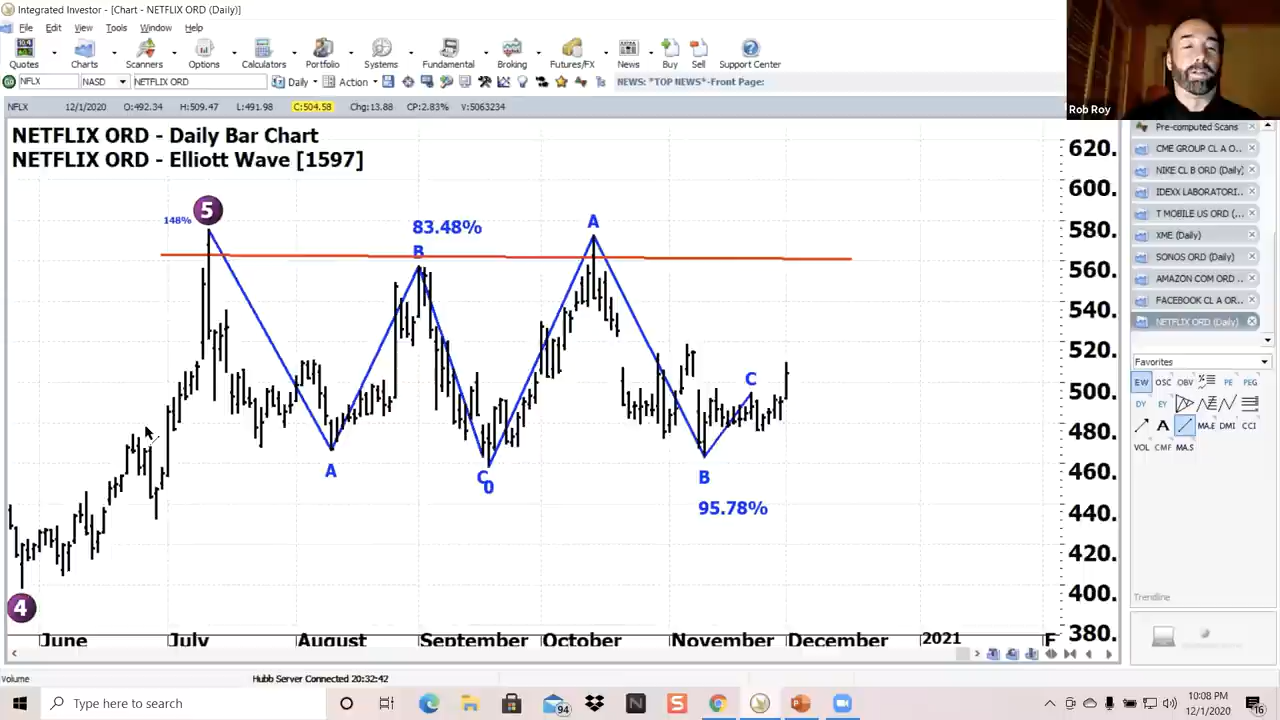 Integrated Investor - [Chart - NETFLIX ORD (Daily)]
File Edit View Tools Window Help
Quotes Charts Scanners Options Calculators Portfolio Systems Fundamental Broking Futures/FX News Buy Sell Support Center
NFLX NASD NETFLIX ORD Daily Action NEWS: *TOP NEWS*-Front Page:
NFLX 12/1/2020 O:492.34 H:509.47 L:491.98 C:504.58 Chg:13.88 CP:2.83% V:5063234
Rob Roy
NETFLIX ORD - Daily Bar Chart
NETFLIX ORD - Elliott Wave [1597]
5
148%
83.48%
B
A
A
C
0
C
B
95.78%
4
620.
600.
580.
560.
540.
520.
500.
480.
460.
440.
420.
400.
380.
June July August September October November December 2021 F
Pre-computed Scans
CME GROUP CL A O...
NIKE CL B ORD (Daily)
IDEXX LABORATORI...
T MOBILE US ORD (...
XME (Daily)
SONOS ORD (Daily)
AMAZON COM ORD ...
FACEBOOK CL A OR...
NETFLIX ORD (Daily)
Favorites
EW OSC OBV PE PEG
DY EY
A MA.E DMI CCI
VOL CMF MA.S
Trendline
Volume
Hubb Server Connected 20:32:42
Type here to search
94
10:08 PM
12/1/2020
16